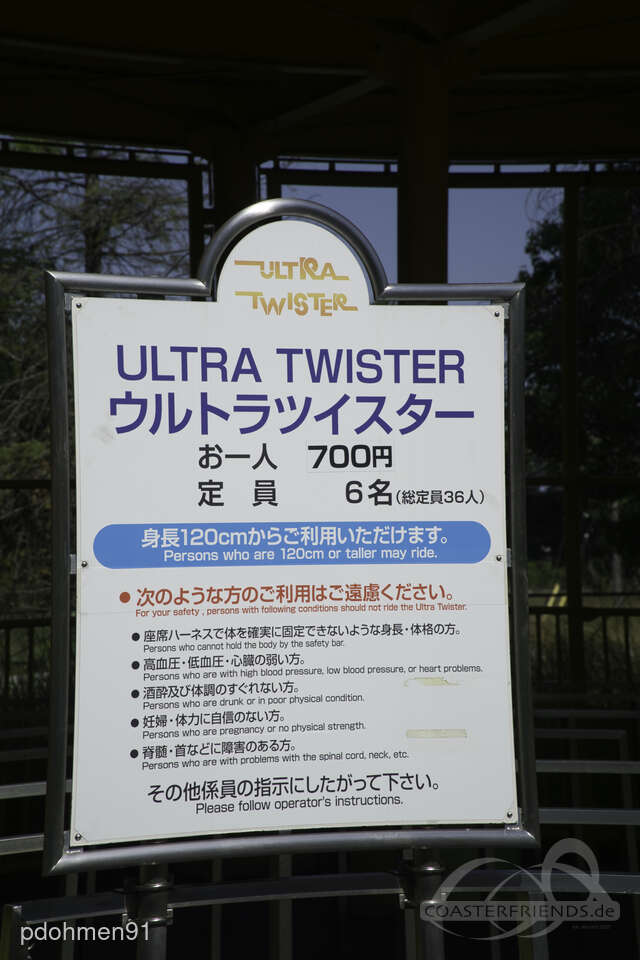 ULTRA
TWISTER
ULTRA TWISTER
ウルトラツイスター
お一人 700円
定員 6名(総定員36人)
身長120cmからご利用いただけます。
Persons who are 120cm or taller may ride.
●次のような方のご利用はご遠慮ください。
For your safety , persons with following conditions should not ride the Ultra Twister.
●座席ハーネスで体を確実に固定できないような身長・体格の方。
Persons who cannot hold the body by the safety bar.
●高血圧・低血圧・心臓の弱い方。
Persons who are with high blood pressure, low blood pressure, or heart problems.
●酒酔及び体調のすぐれない方。
Persons who are drunk or in poor physical condition.
●妊婦・体力に自信のない方。
Persons who are pregnancy or no physical strength.
●脊髄・首などに障害のある方。
Persons who are with problems with the spinal cord, neck, etc.
その他係員の指示にしたがって下さい。
Please follow operator's instructions.
COASTERFRIENDS.de
pdohmen91